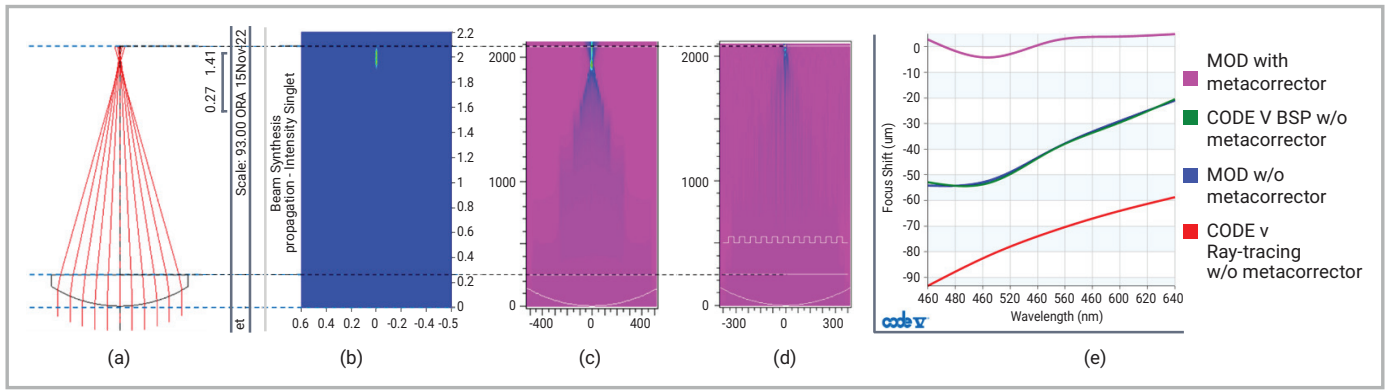 0.27 1.41
Scale: 93.00 ORA 15Nov-22
et
(a)
Beam Synthesis
propagation - Intensity Singlet
2.2
2
1.8
1.6
1.4
1.2
1
0.8
0.6
0.4
0.2
0
0.6 0.4 0.2 0 -0.2 -0.4 -0.5
(b)
2000
1000
0
-400 0 400
(c)
2000
1000
0
-300 0 300
(d)
Focus Shift (um)
0
-10
-20
-30
-40
-50
-60
-70
-80
-90
460 480 460 520 460 560 460 600 620 640
Wavelength (nm)
code V
(e)
MOD with
metacorrector
CODE V BSP w/o
metacorrector
MOD w/o
metacorrector
CODE v
Ray-tracing
w/o metacorrector